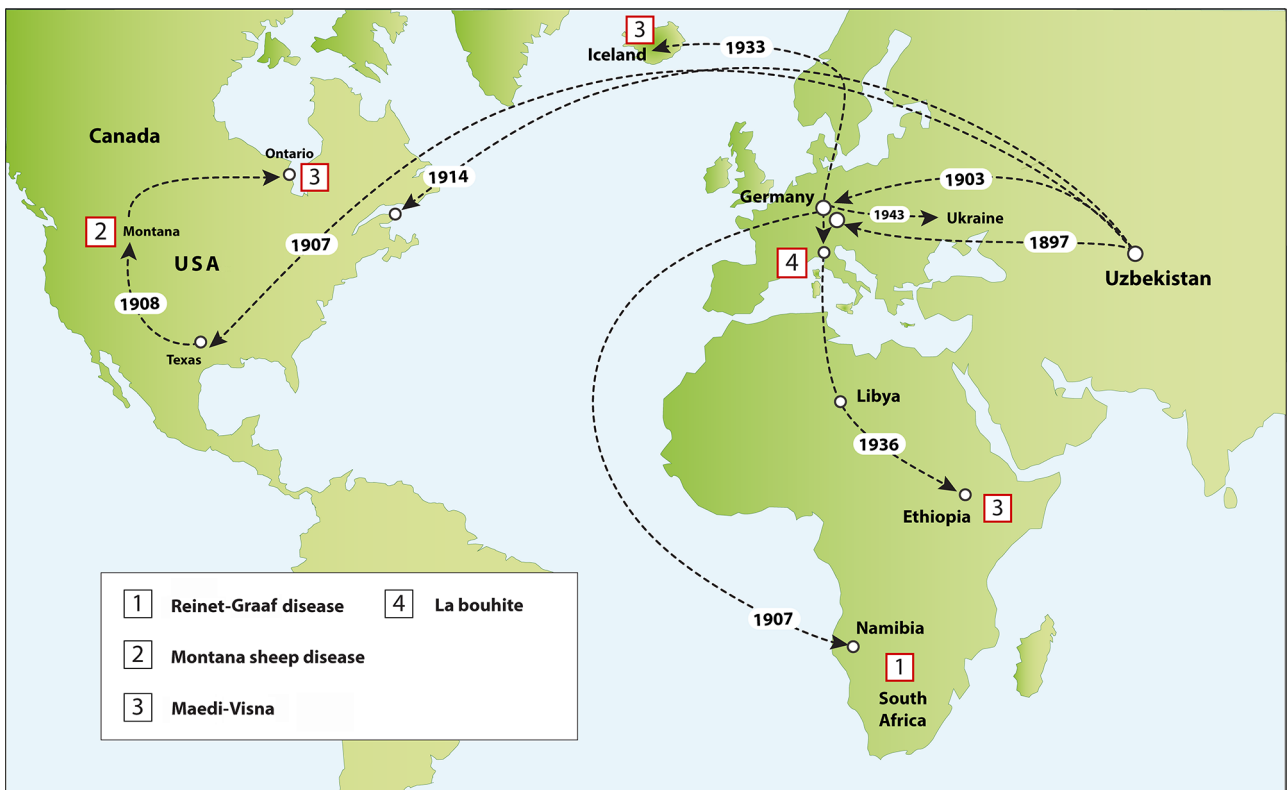 3
Iceland
1933
Canada
Ontario
3
1914
Germany
1903
1943
Ukraine
2
Montana
1907
USA
4
1897
Uzbekistan
1908
Texas
Libya
1936
3
Ethiopia
1907
Namibia
1
South
Africa
1 Reinet-Graaf disease
4 La bouhite
2 Montana sheep disease
3 Maedi-Visna